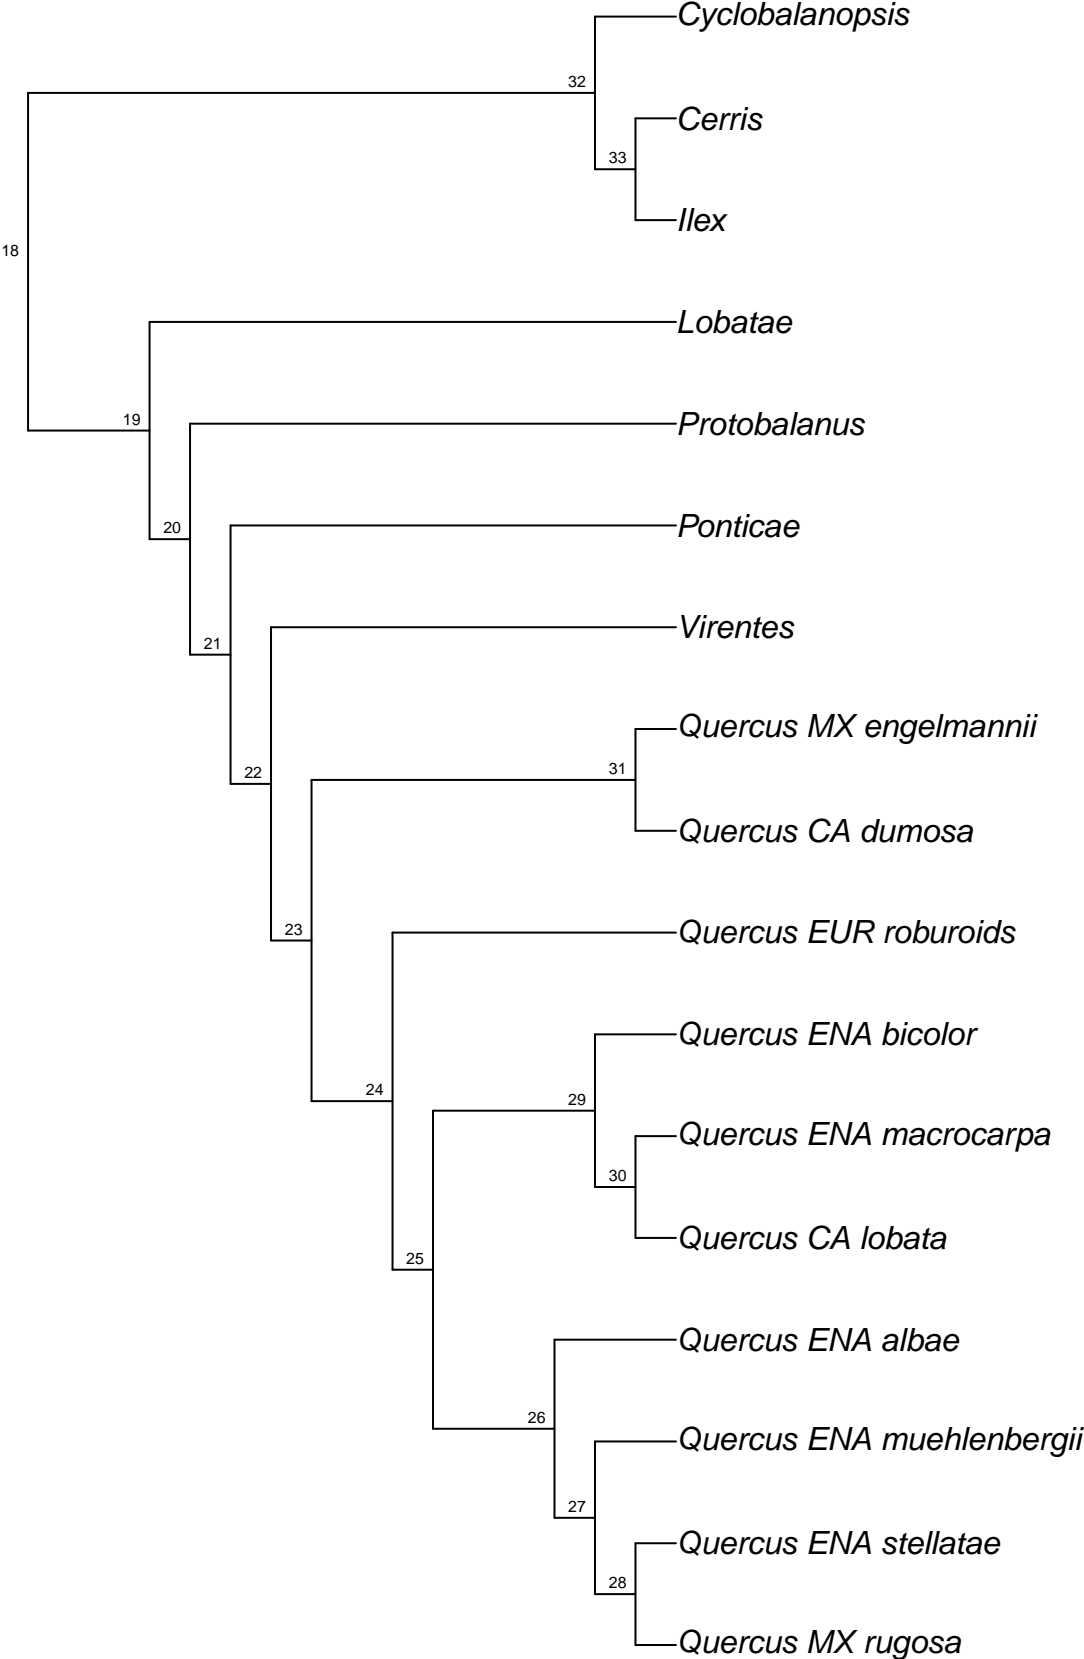 Cyclobalanopsis
32
Cerris
33
Ilex
18
Lobatae
19
Protobalanus
20
Ponticae
21
Virentes
22
Quercus MX engelmannii
31
Quercus CA dumosa
23
Quercus EUR roburoids
Quercus ENA bicolor
24
29
Quercus ENA macrocarpa
30
Quercus CA lobata
25
Quercus ENA albae
26
Quercus ENA muehlenbergii
27
Quercus ENA stellatae
28
Quercus MX rugosa